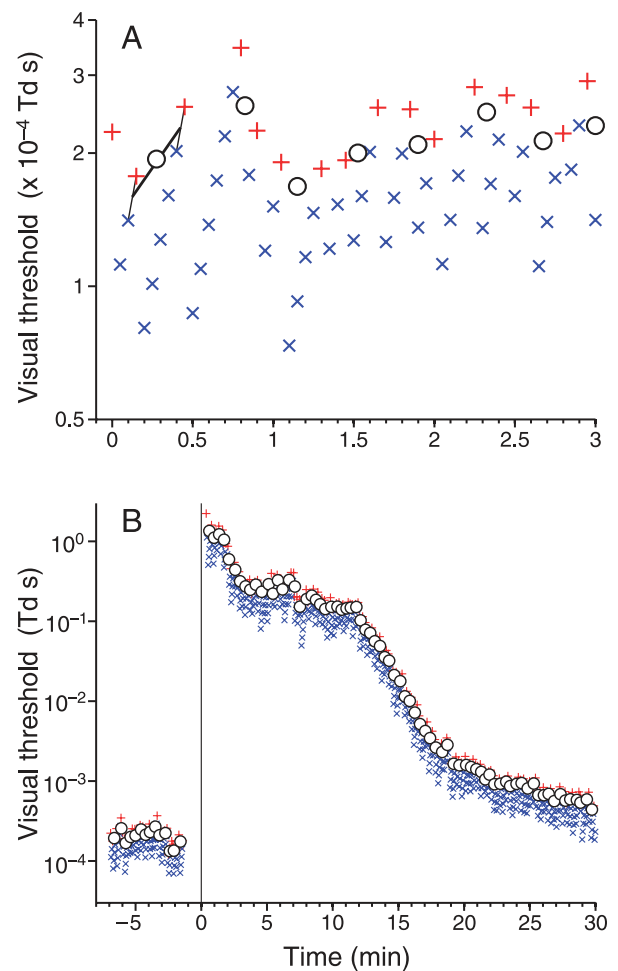 A
Visual threshold (x 10⁻⁴ Td s)
4
3
2
1
0.5
0 0.5 1 1.5 2 2.5 3
B
Visual threshold (Td s)
10⁰
10⁻¹
10⁻²
10⁻³
10⁻⁴
−5 0 5 10 15 20 25 30
Time (min)